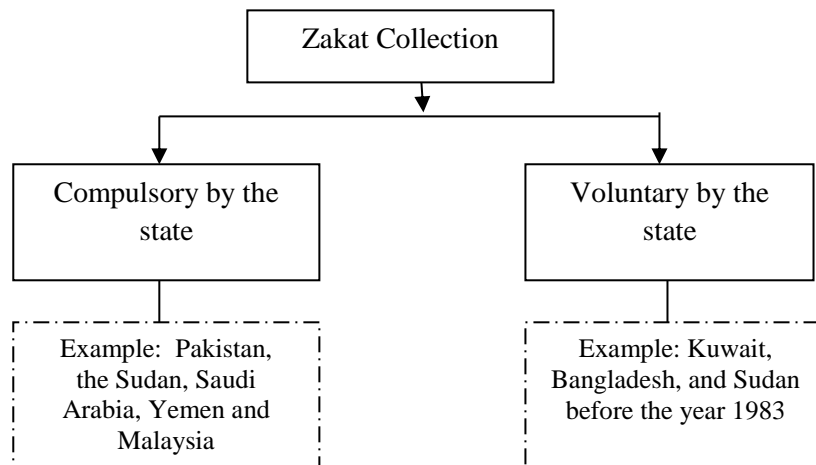 Zakat Collection
Compulsory by the
state
Voluntary by the
state
Example:  Pakistan,
the Sudan, Saudi
Arabia, Yemen and
Malaysia
Example: Kuwait,
Bangladesh, and Sudan
before the year 1983